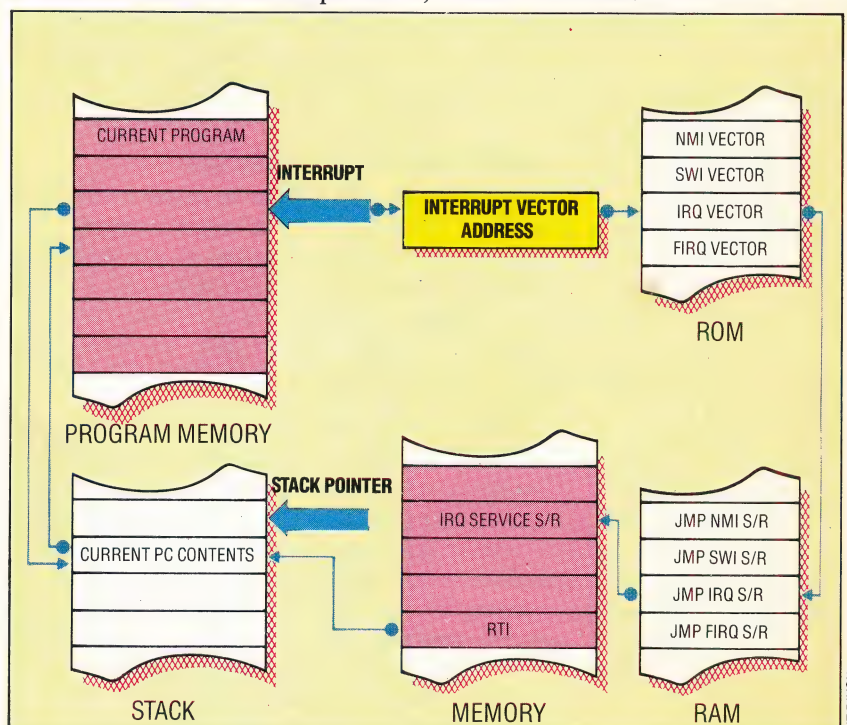 CURRENT PROGRAM
INTERRUPT
INTERRUPT VECTOR
ADDRESS
NMI VECTOR
SWI VECTOR
IRQ VECTOR
FIRQ VECTOR
ROM
PROGRAM MEMORY
STACK POINTER
CURRENT PC CONTENTS
STACK
IRQ SERVICE S/R
RTI
MEMORY
JMP NMI S/R
JMP SWI S/R
JMP IRQ S/R
JMP FIRQ S/R
RAM